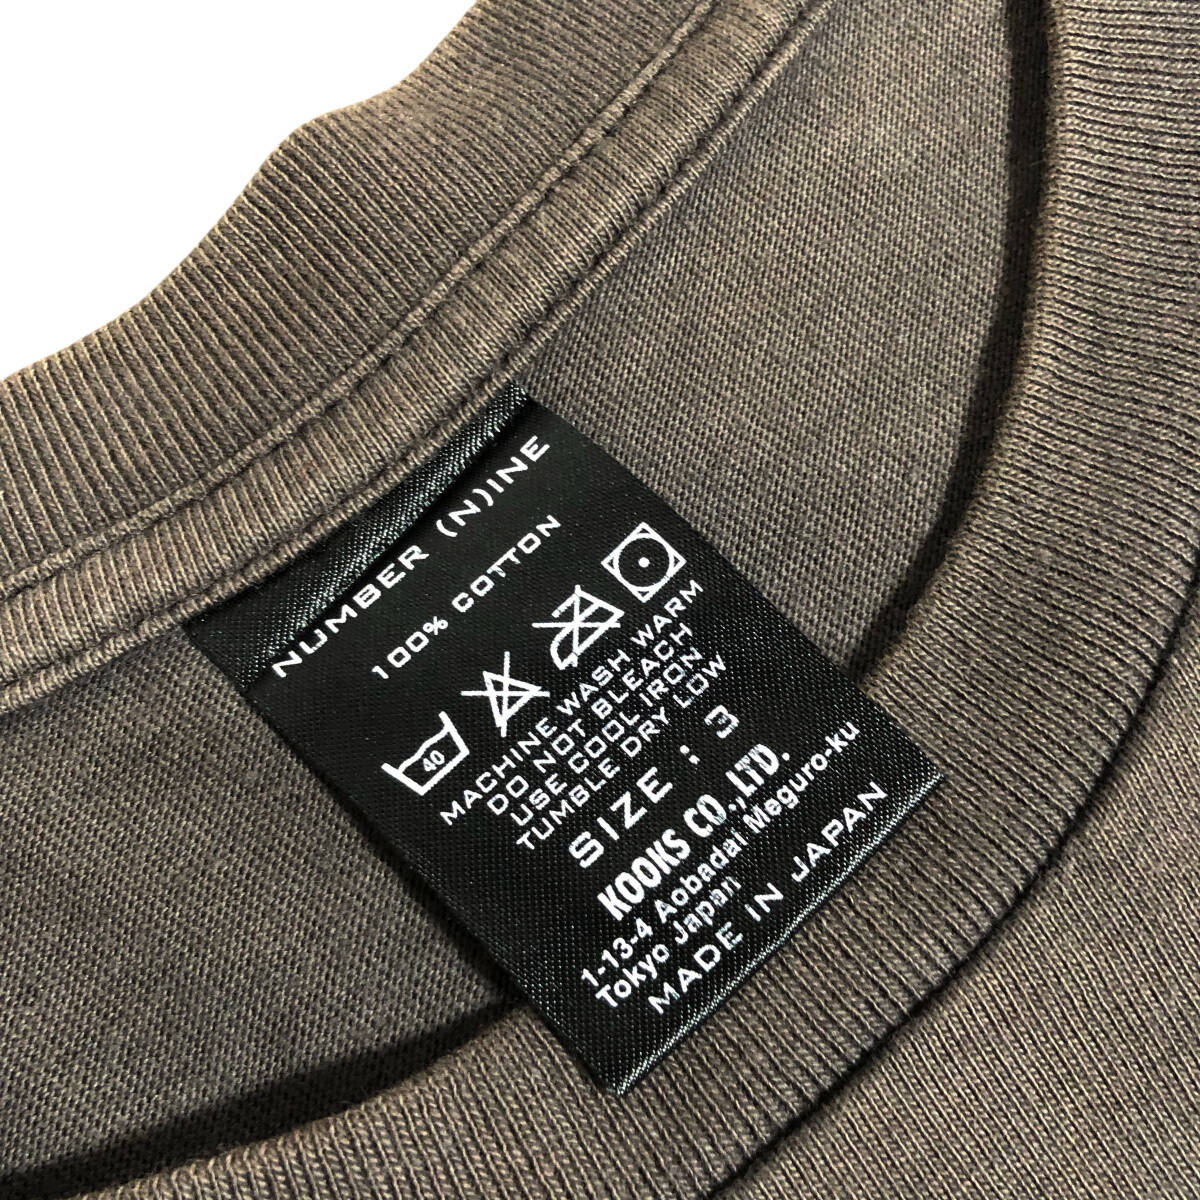 NUMBER (N)INE
100% COTTON
40
MACHINE WASH WARM
DO NOT BLEACH
USE COOL IRON
TUMBLE DRY LOW
SIZE : 3
KOOKS CO.,LTD.
1-13-4 Aobadai Meguro-ku
Tokyo Japan
MADE IN JAPAN